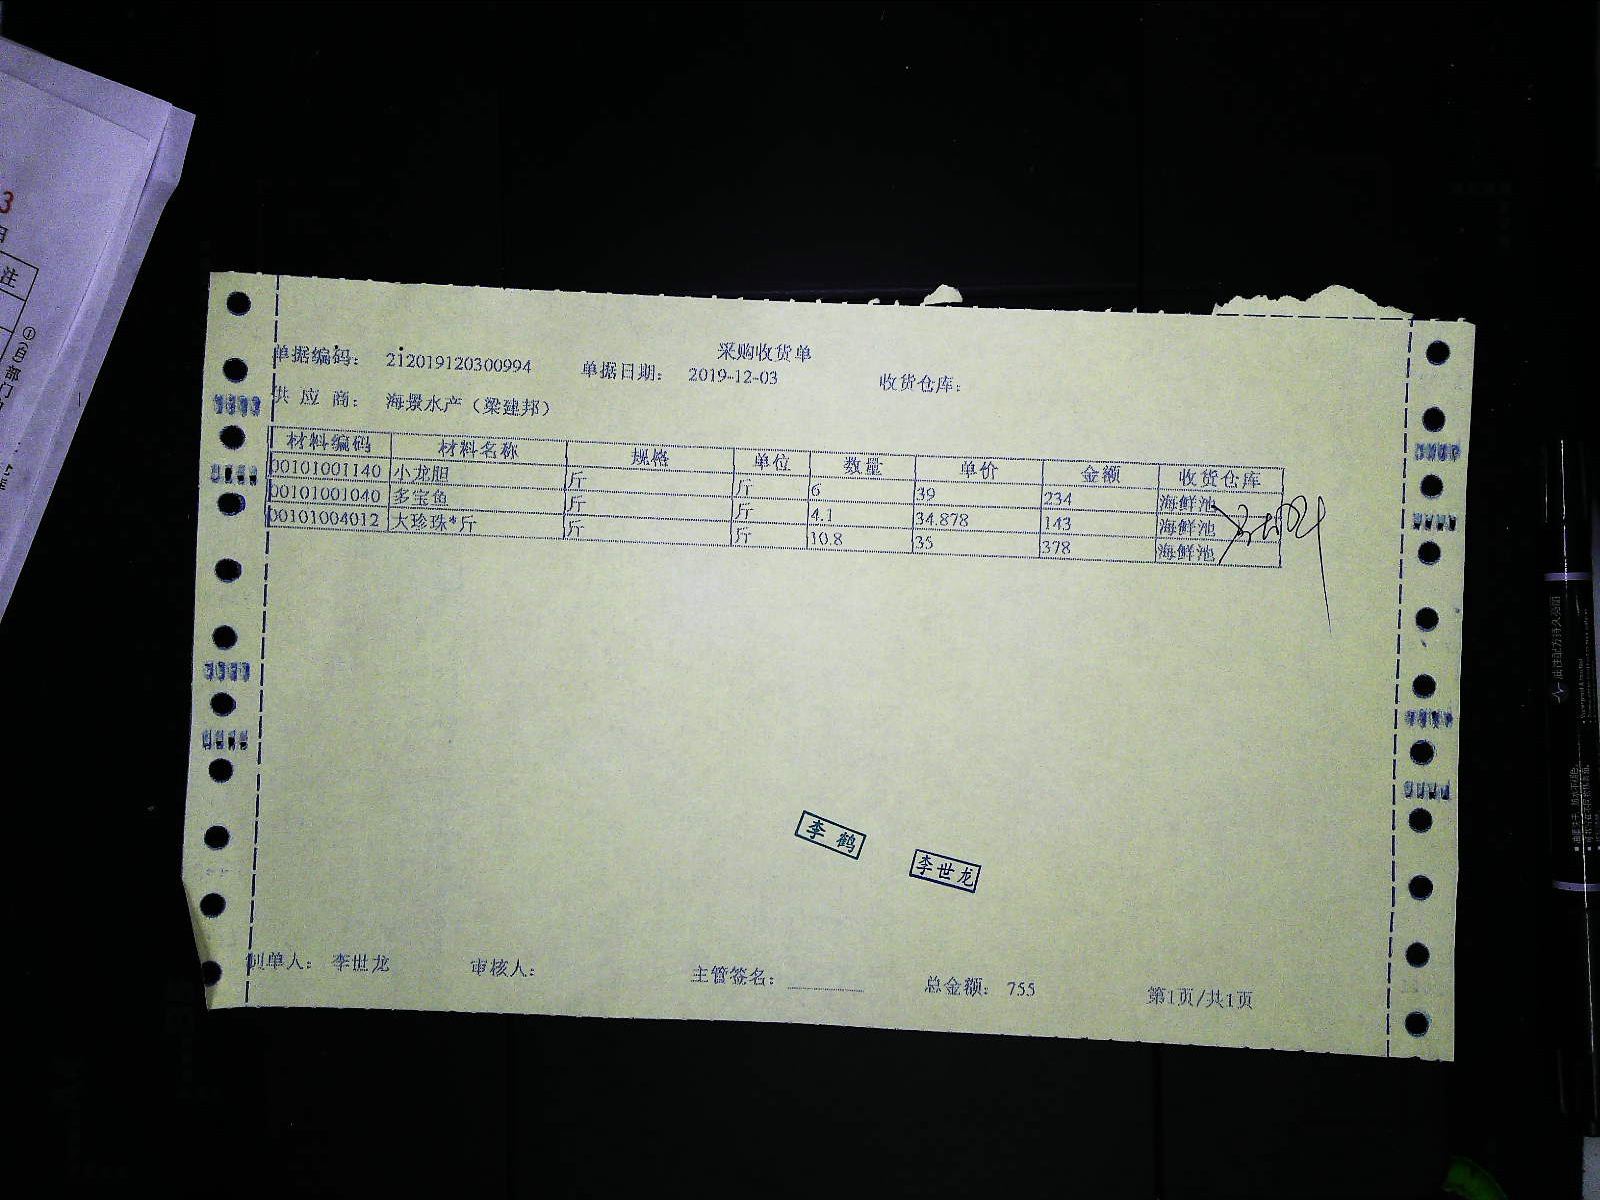 采购收货单
单据编码： 212019120300994 单据日期： 2019-12-03 收货仓库：
供 应 商： 海景水产（梁建邦）
材料编码 材料名称 规格 单位 数量 单价 金额 收货仓库
00101001140 小龙胆 斤 斤 6 39 234 海鲜池
00101001040 多宝鱼 斤 斤 4.1 34.878 143 海鲜池
00101004012 大珍珠*斤 斤 斤 10.8 35 378 海鲜池
李鹤
李世龙
制单人： 李世龙 审核人： 主管签名： 总金额： 755 第1页/共1页
3
日
注